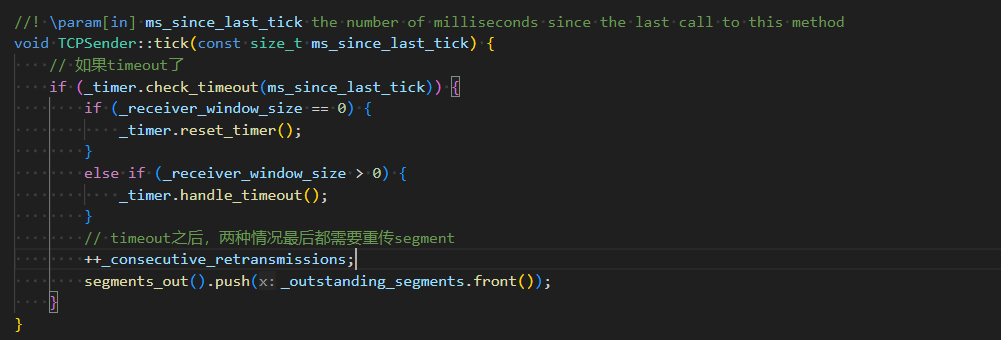 //! \param[in] ms_since_last_tick the number of milliseconds since the last call to this method
void TCPSender::tick(const size_t ms_since_last_tick) {
    // 如果timeout了
    if (_timer.check_timeout(ms_since_last_tick)) {
        if (_receiver_window_size == 0) {
            _timer.reset_timer();
        }
        else if (_receiver_window_size > 0) {
            _timer.handle_timeout();
        }
        // timeout之后，两种情况最后都需要重传segment
        ++_consecutive_retransmissions;
        segments_out().push(x: _outstanding_segments.front());
    }
}